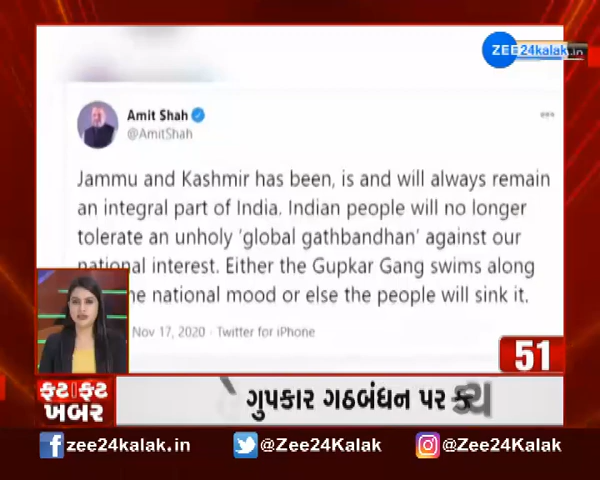 ZEE 24kalak.in
Amit Shah
@AmitShah
Jammu and Kashmir has been, is and will always remain
an integral part of India. Indian people will no longer
tolerate an unholy 'global gathbandhan' against our
national interest. Either the Gupkar Gang swims along
national mood or else the people will sink it.
Nov 17, 2020 · Twitter for iPhone
51
ફટાફટ
ખબર
ગુપકાર ગઠબંધન પર
zee24kalak.in
@Zee24Kalak
@Zee24Kalak